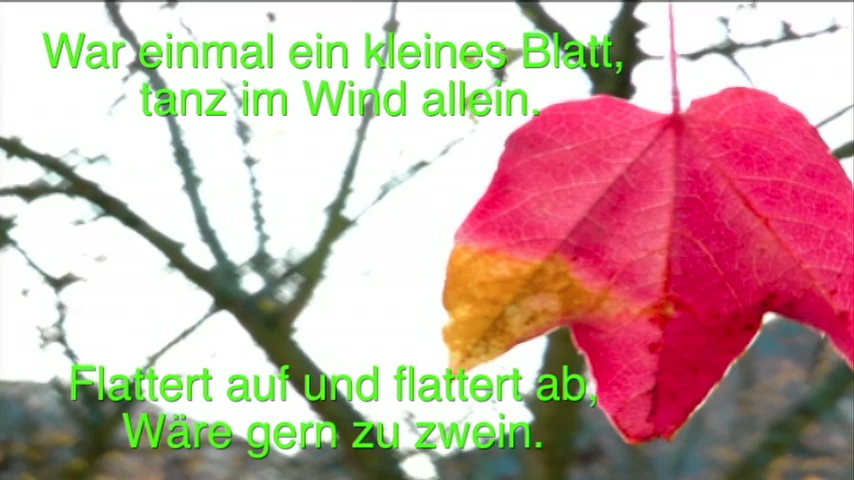 War einmal ein kleines Blatt,
tanz im Wind allein.
Flattert auf und flattert ab,
Wäre gern zu zwein.